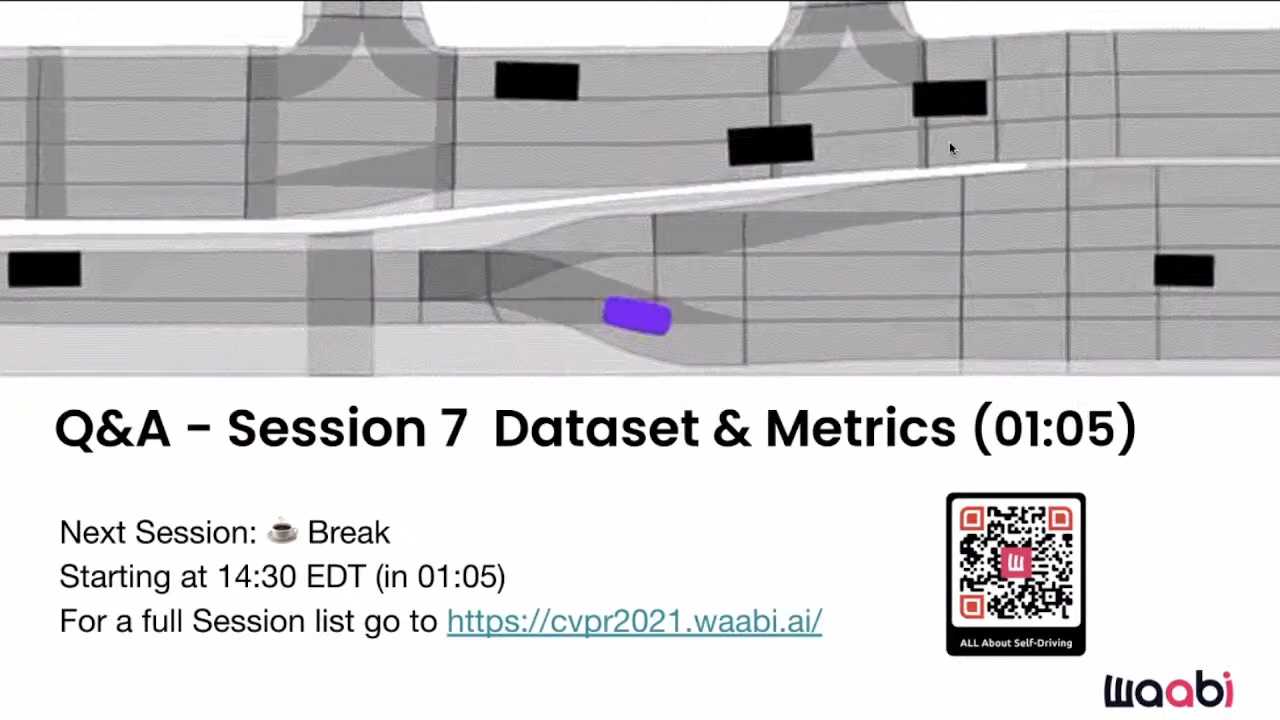 Q&A - Session 7 Dataset & Metrics (01:05)
Next Session: ☕ Break
Starting at 14:30 EDT (in 01:05)
For a full Session list go to https://cvpr2021.waabi.ai/
ALL About Self-Driving
waabi